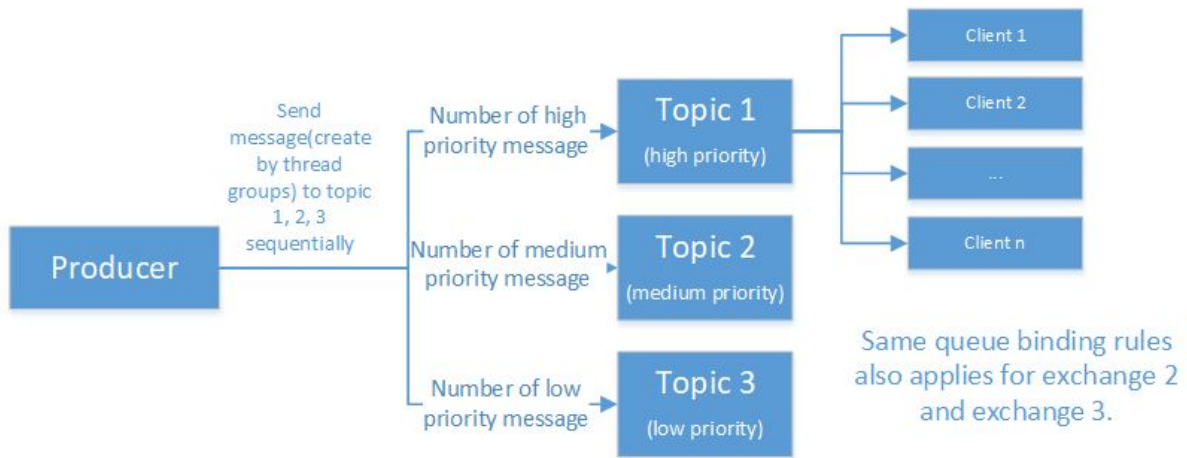 Producer
Send
message(create
by thread
groups) to topic
1, 2, 3
sequentially
Number of high
priority message
Number of medium
priority message
Number of low
priority message
Topic 1
(high priority)
Topic 2
(medium priority)
Topic 3
(low priority)
Client 1
Client 2
...
Client n
Same queue binding rules
also applies for exchange 2
and exchange 3.